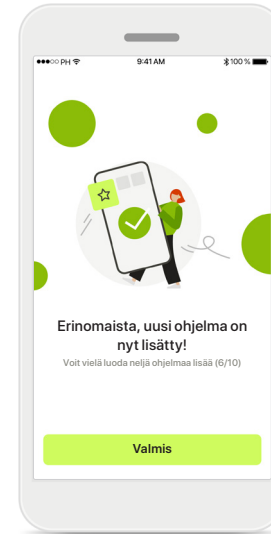 PH 9:41 AM 100 %
Erinomaista, uusi ohjelma on
nyt lisätty!
Voit vielä luoda neljä ohjelmaa lisää (6/10)
Valmis